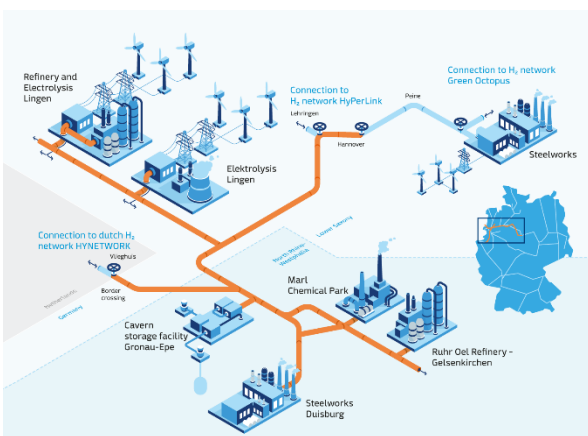 Refinery and
Electrolysis
Lingen
Elektrolysis
Lingen
Connection to
H₂ network HyPerLink
Lehringen
Hannover
Peine
Connection to H₂ network
Green Octopus
Steelworks
Connection to dutch H₂
network HYNETWORK
Vlieghuis
Border
crossing
Netherlands
Germany
North Rhine-
Westphalia
Lower Saxony
Cavern
storage facility
Gronau-Epe
Marl
Chemical Park
Ruhr Oel Refinery –
Gelsenkirchen
Steelworks
Duisburg